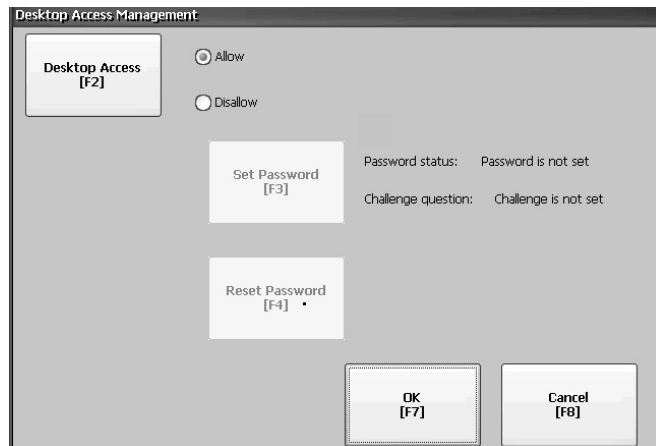 Desktop Access Management
Desktop Access
[F2]
Allow
Disallow
Set Password
[F3]
Password status: Password is not set
Challenge question: Challenge is not set
Reset Password
[F4]
OK
[F7]
Cancel
[F8]